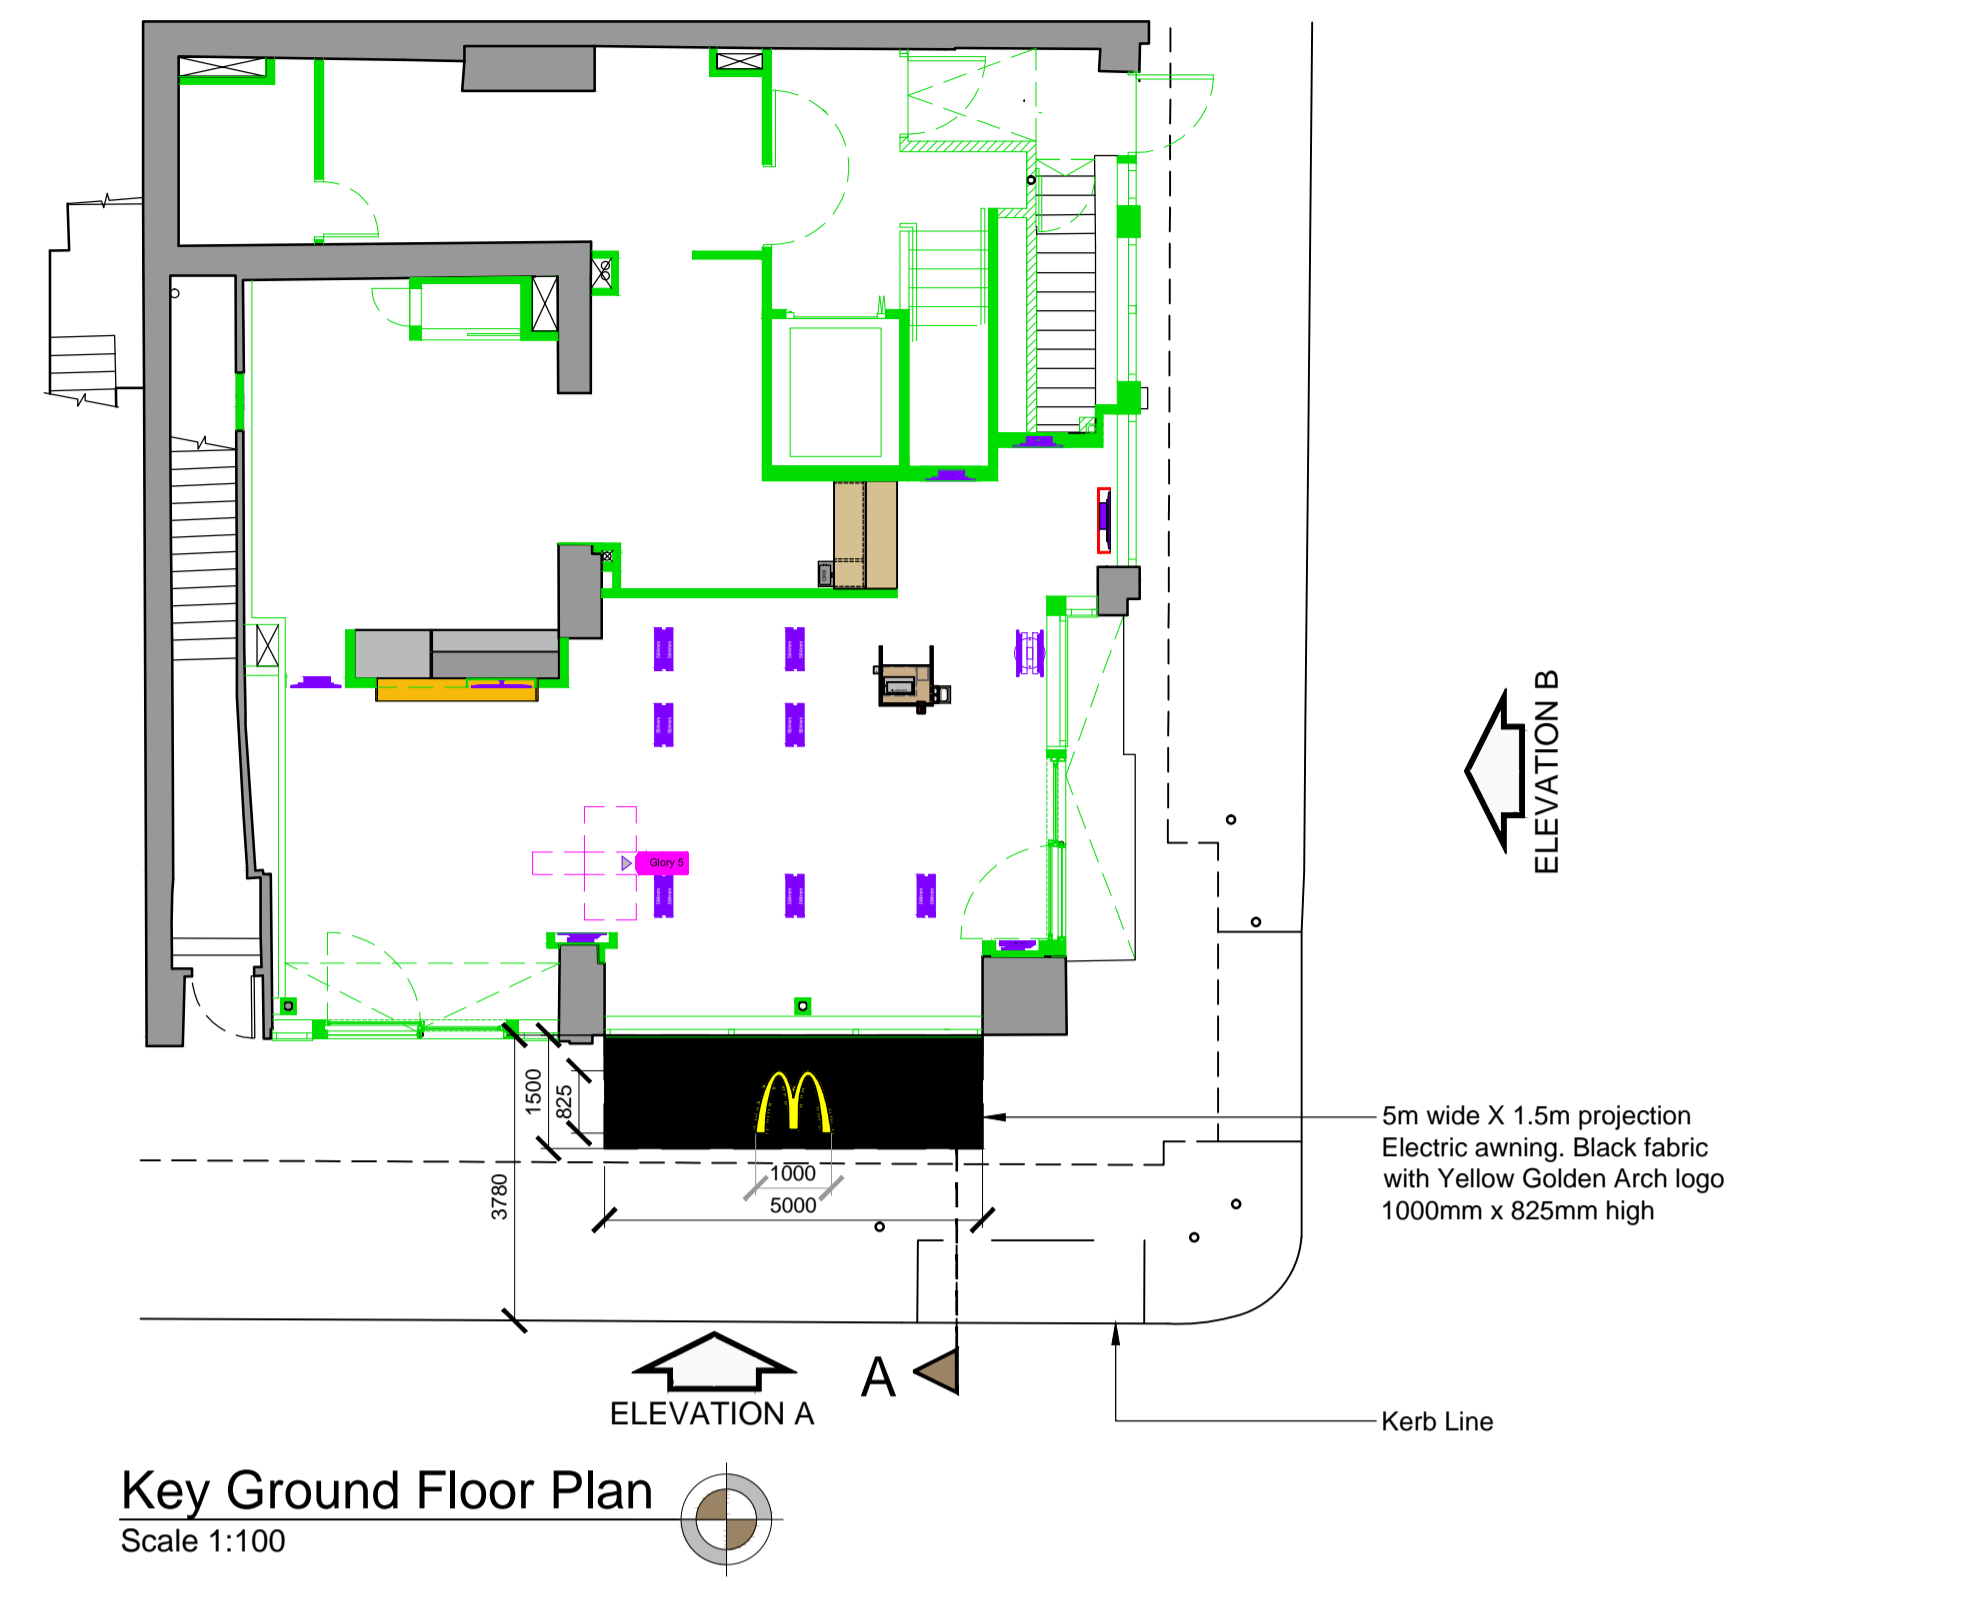 Glory 5
ELEVATION B
1500
825
3780
1000
5000
5m wide X 1.5m projection
Electric awning. Black fabric
with Yellow Golden Arch logo
1000mm x 825mm high
A
ELEVATION A
Kerb Line
Key Ground Floor Plan
Scale 1:100